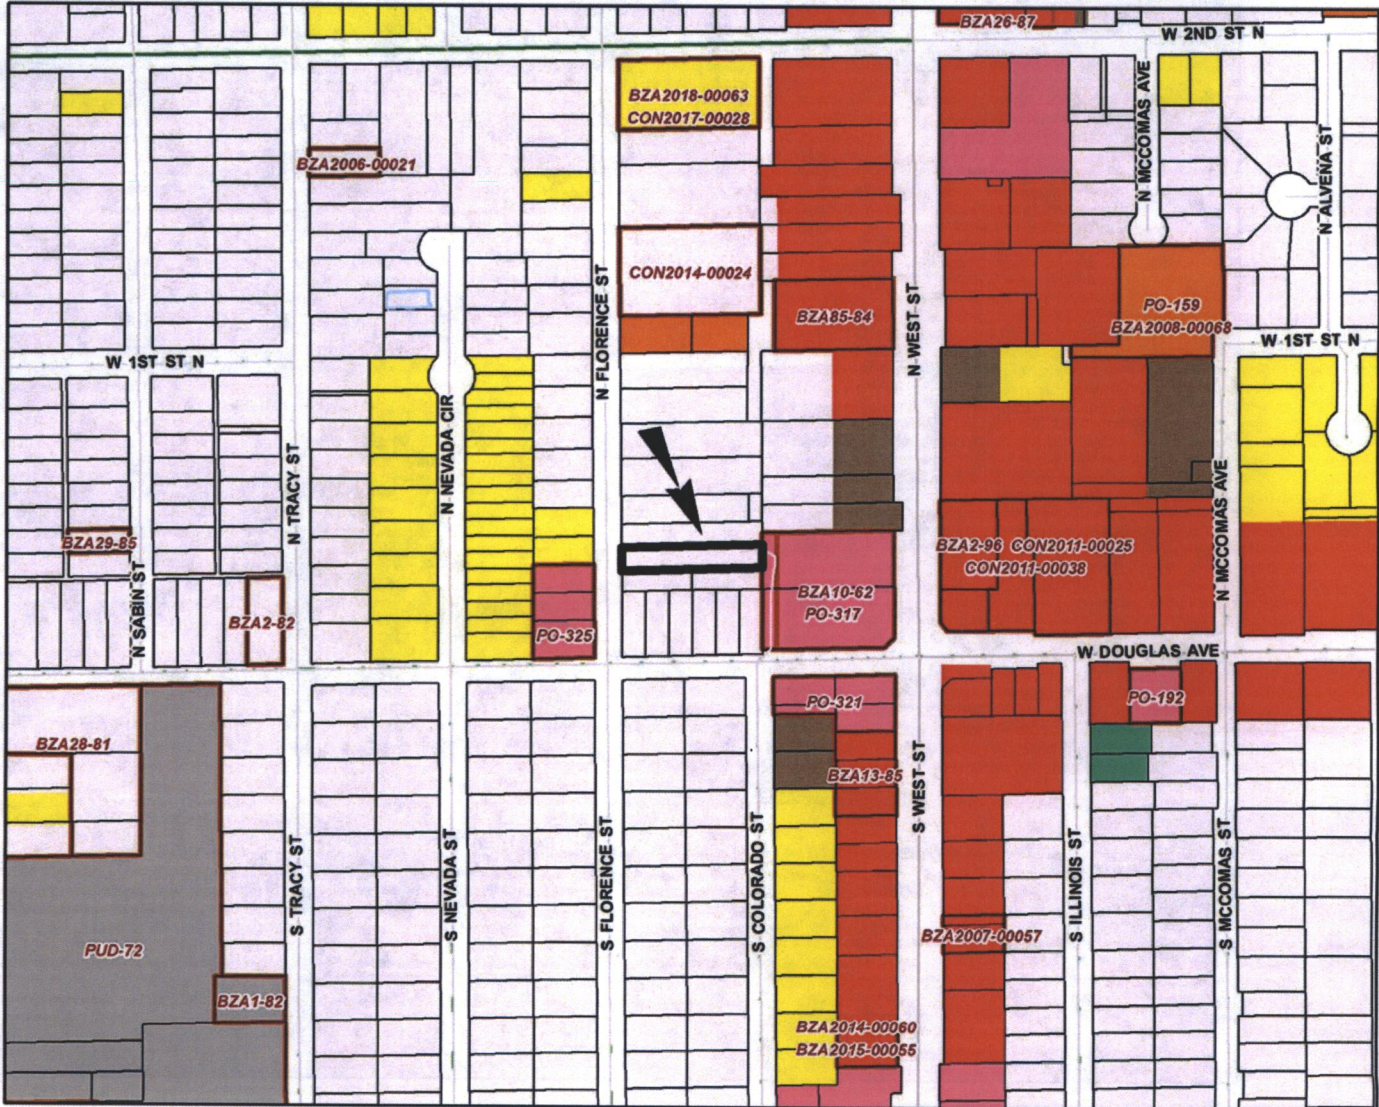 BZA26-87
W 2ND ST N
BZA2018-00063
CON2017-00028
N MCCOMAS AVE
BZA2006-00021
N ALVENA ST
CON2014-00024
N FLORENCE ST
BZA85-84
N WEST ST
PO-159
BZA2008-00068
W 1ST ST N
W 1ST ST N
N NEVADA CIR
N TRACY ST
N MCCOMAS AVE
BZA29-85
BZA2-96 CON2011-00025
CON2011-00038
N SABIN ST
BZA2-82
BZA10-62
PO-317
PO-325
W DOUGLAS AVE
PO-321
PO-192
BZA28-81
BZA13-85
S WEST ST
S TRACY ST
S NEVADA ST
S FLORENCE ST
S COLORADO ST
S ILLINOIS ST
S MCCOMAS AVE
PUD-72
BZA2007-00057
BZA1-82
BZA2014-00060
BZA2015-00055